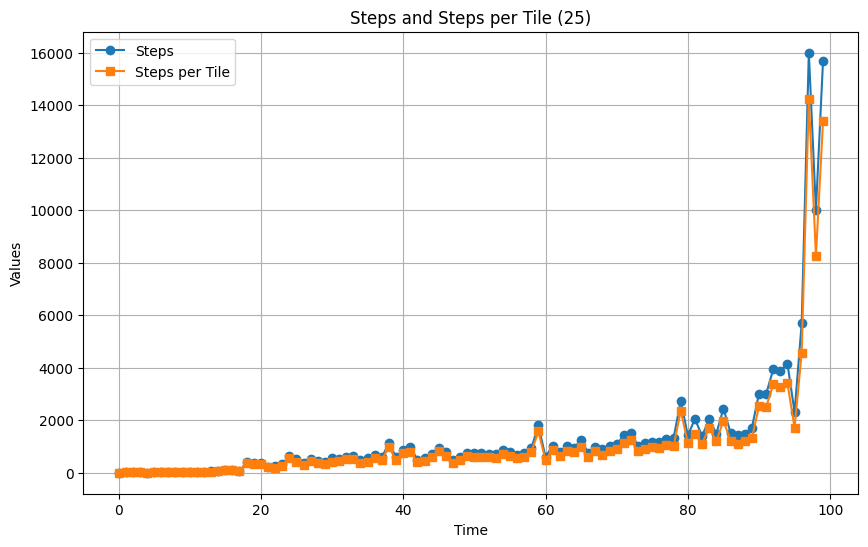 Steps and Steps per Tile (25)
Steps
Steps per Tile
Values
16000
14000
12000
10000
8000
6000
4000
2000
0
0 20 40 60 80 100
Time